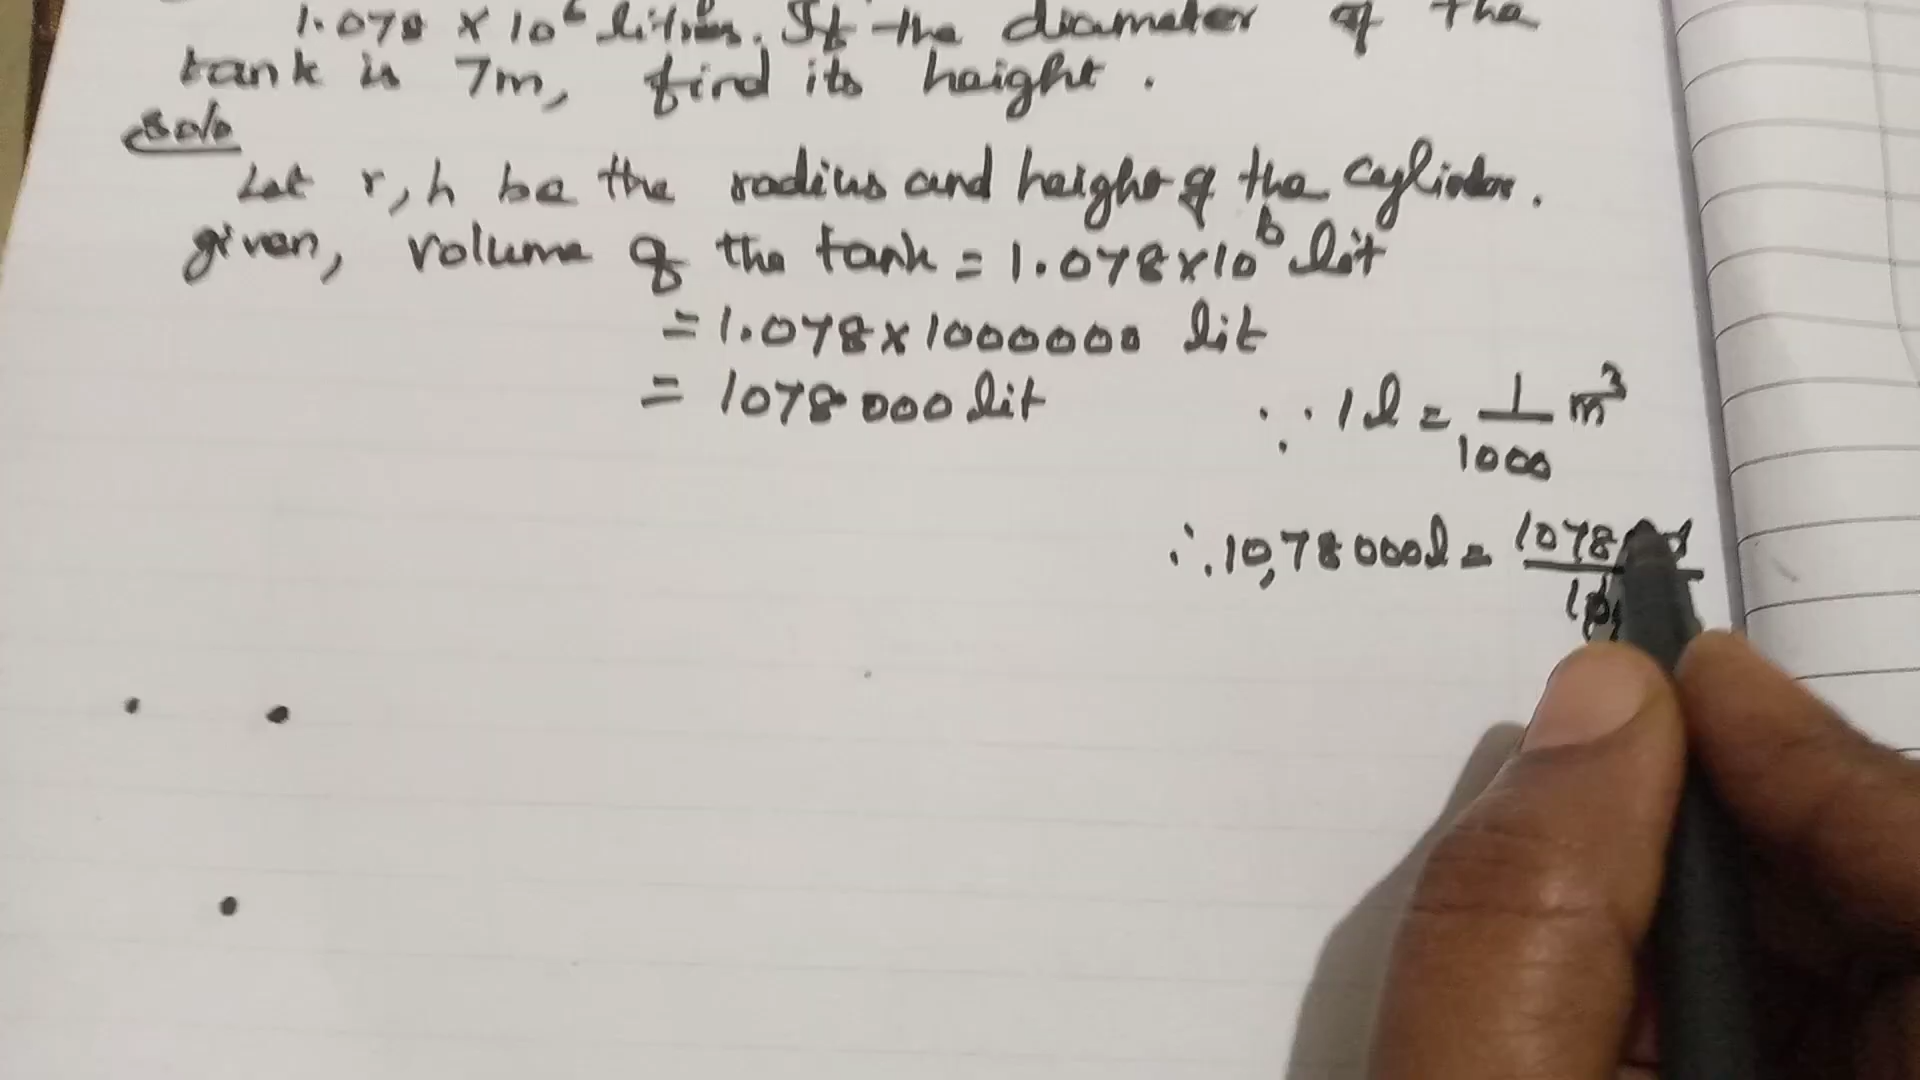 1.078 × 10⁶ litres. If the diameter of the
tank is 7m, find its height.
Soln
Let r, h be the radius and height of the cylinder.
given, volume of the tank = 1.078×10⁶ lit
= 1.078×1000000 lit
= 1078000 lit
∵ 1l = 1/1000 m³
∴ 10,78000l = 1078